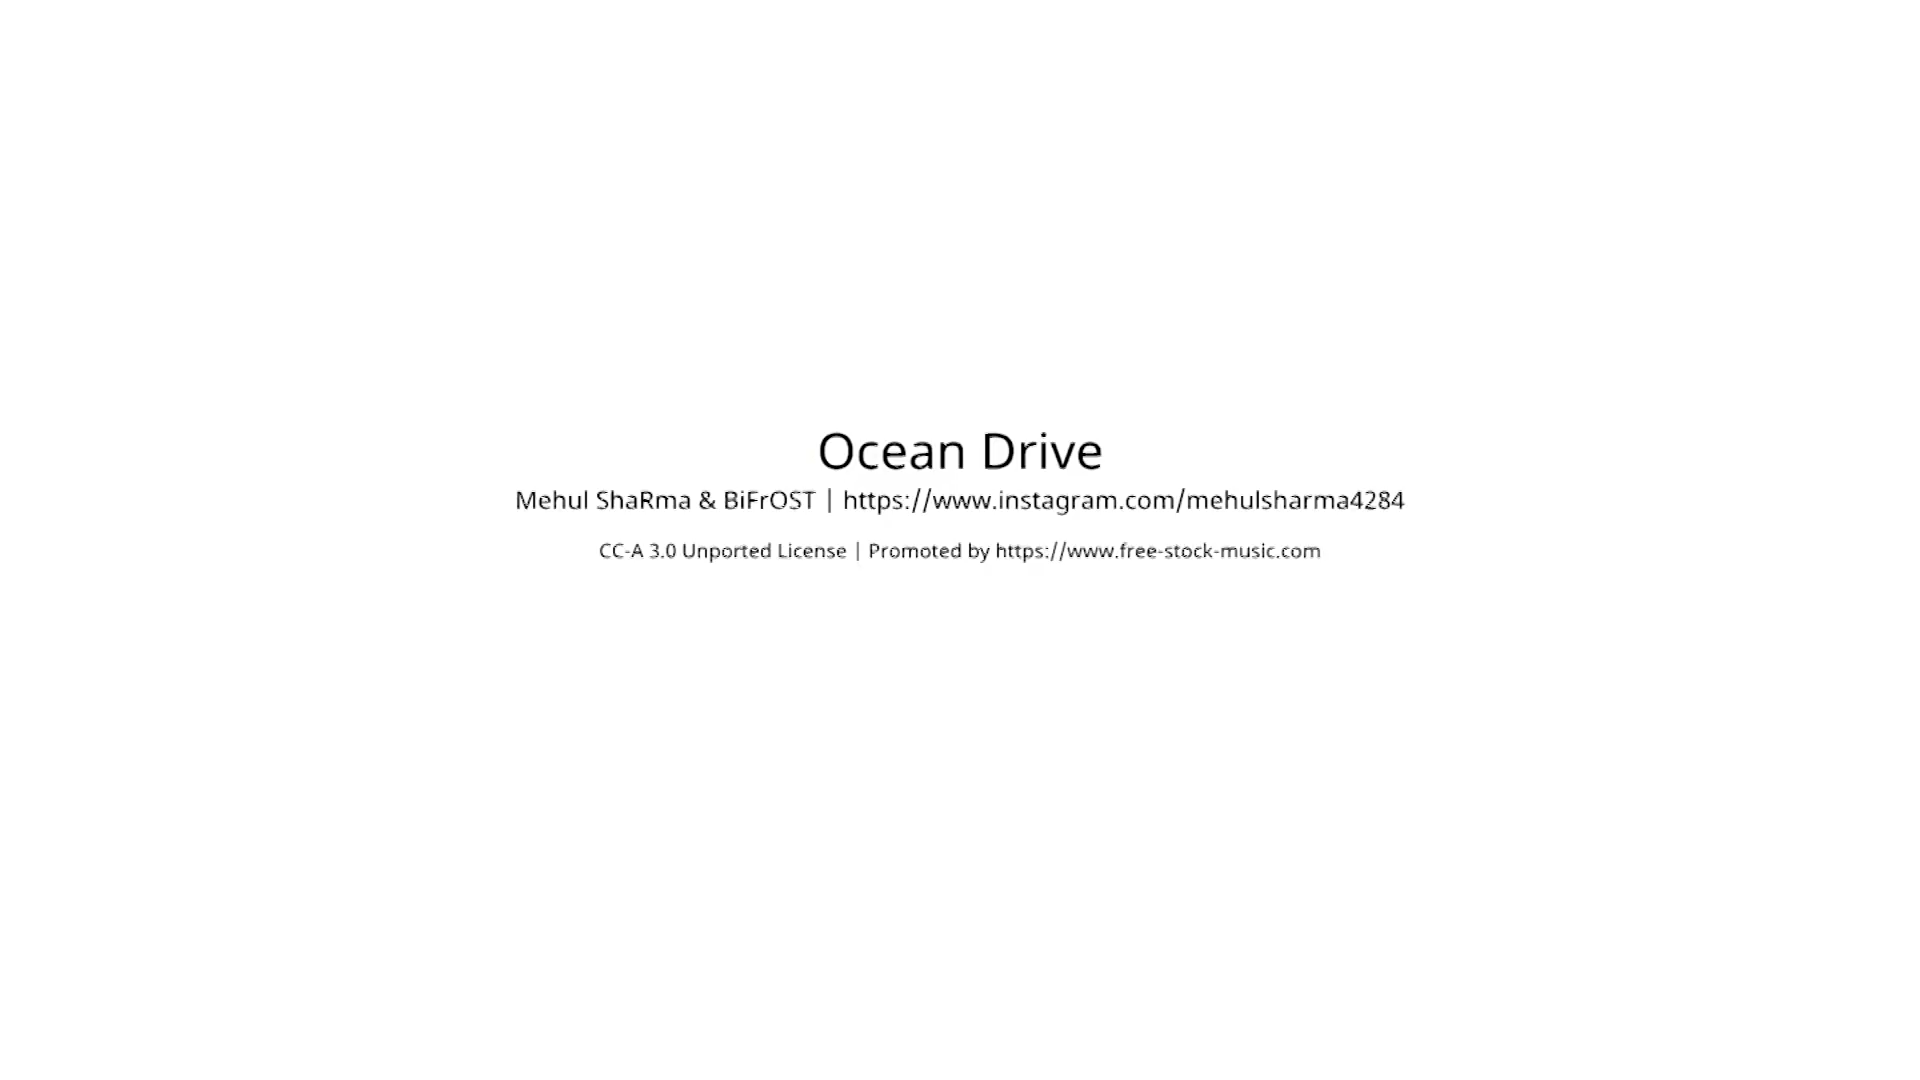 Ocean Drive
Mehul ShaRma & BiFrOST | https://www.instagram.com/mehulsharma4284
CC-A 3.0 Unported License | Promoted by https://www.free-stock-music.com